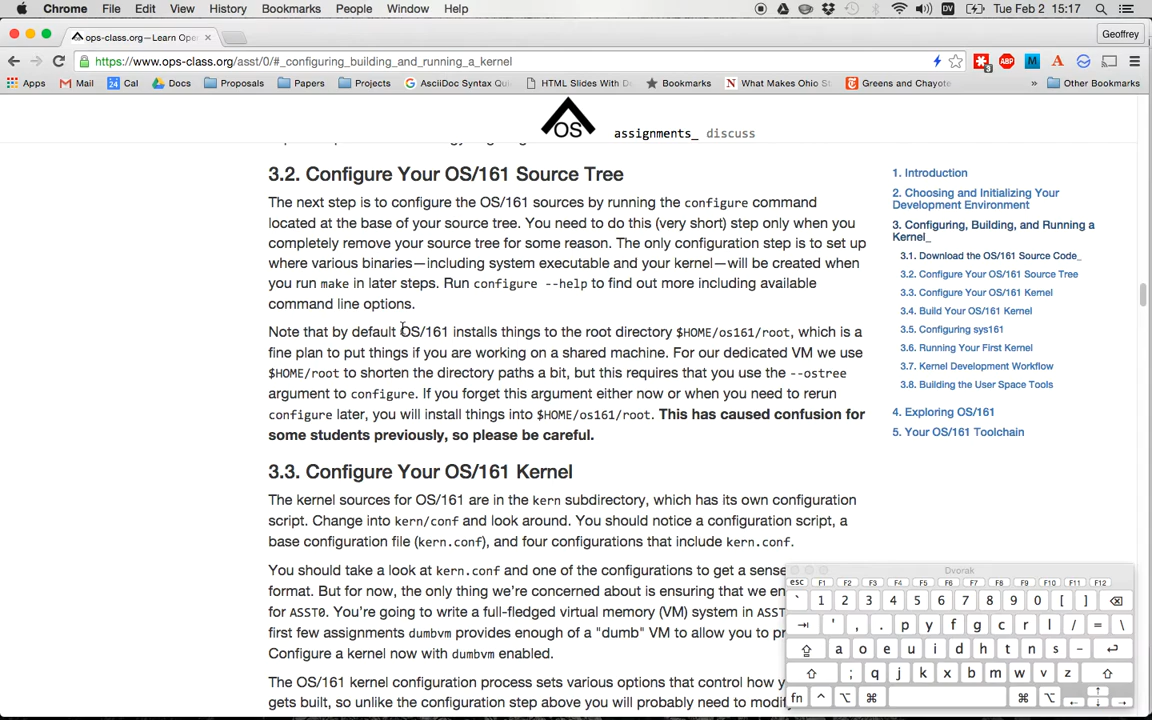 Chrome File Edit View History Bookmarks People Window Help DV Tue Feb 2 15:17
ops-class.org—Learn Ope Geoffrey
https://www.ops-class.org/asst/0/#_configuring_building_and_running_a_kernel
Apps Mail Cal Docs Proposals Papers Projects AsciiDoc Syntax Qui HTML Slides With De Bookmarks What Makes Ohio St Greens and Chayote » Other Bookmarks
OS assignments_ discuss
3.2. Configure Your OS/161 Source Tree
The next step is to configure the OS/161 sources by running the configure command
located at the base of your source tree. You need to do this (very short) step only when you
completely remove your source tree for some reason. The only configuration step is to set up
where various binaries—including system executable and your kernel—will be created when
you run make in later steps. Run configure --help to find out more including available
command line options.
Note that by default OS/161 installs things to the root directory $HOME/os161/root, which is a
fine plan to put things if you are working on a shared machine. For our dedicated VM we use
$HOME/root to shorten the directory paths a bit, but this requires that you use the --ostree
argument to configure. If you forget this argument either now or when you need to rerun
configure later, you will install things into $HOME/os161/root. This has caused confusion for
some students previously, so please be careful.
3.3. Configure Your OS/161 Kernel
The kernel sources for OS/161 are in the kern subdirectory, which has its own configuration
script. Change into kern/conf and look around. You should notice a configuration script, a
base configuration file (kern.conf), and four configurations that include kern.conf.
You should take a look at kern.conf and one of the configurations to get a sense
format. But for now, the only thing we're concerned about is ensuring that we en
for ASST0. You're going to write a full-fledged virtual memory (VM) system in ASST
first few assignments dumbvm provides enough of a "dumb" VM to allow you to pr
Configure a kernel now with dumbvm enabled.
The OS/161 kernel configuration process sets various options that control how y
gets built, so unlike the configuration step above you will probably need to modif
1. Introduction
2. Choosing and Initializing Your
Development Environment
3. Configuring, Building, and Running a
Kernel_
3.1. Download the OS/161 Source Code_
3.2. Configure Your OS/161 Source Tree
3.3. Configure Your OS/161 Kernel
3.4. Build Your OS/161 Kernel
3.5. Configuring sys161
3.6. Running Your First Kernel
3.7. Kernel Development Workflow
3.8. Building the User Space Tools
4. Exploring OS/161
5. Your OS/161 Toolchain
Dvorak
esc F1 F2 F3 F4 F5 F6 F7 F8 F9 F10 F11 F12
` 1 2 3 4 5 6 7 8 9 0 [ ]
' , . p y f g c r l / = \
a o e u i d h t n s -
; q j k x b m w v z
fn ^ ⌥ ⌘ ⌘ ⌥